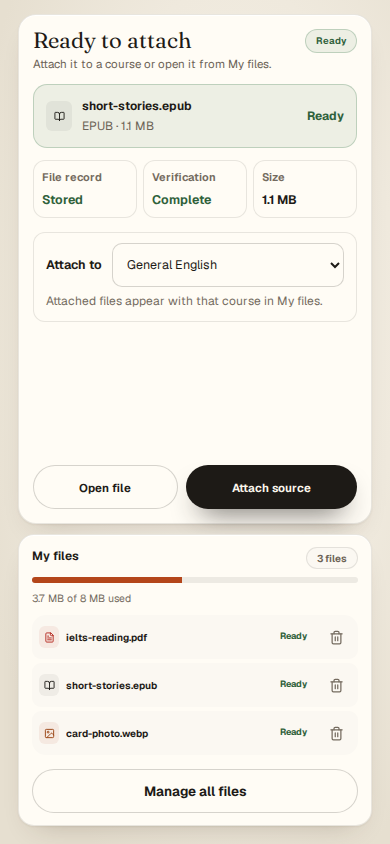 Ready to attach
Ready
Attach it to a course or open it from My files.
short-stories.epub
EPUB · 1.1 MB
Ready
File record
Stored
Verification
Complete
Size
1.1 MB
Attach to
General English
Attached files appear with that course in My files.
Open file
Attach source
My files
3 files
3.7 MB of 8 MB used
ielts-reading.pdf
Ready
short-stories.epub
Ready
card-photo.webp
Ready
Manage all files